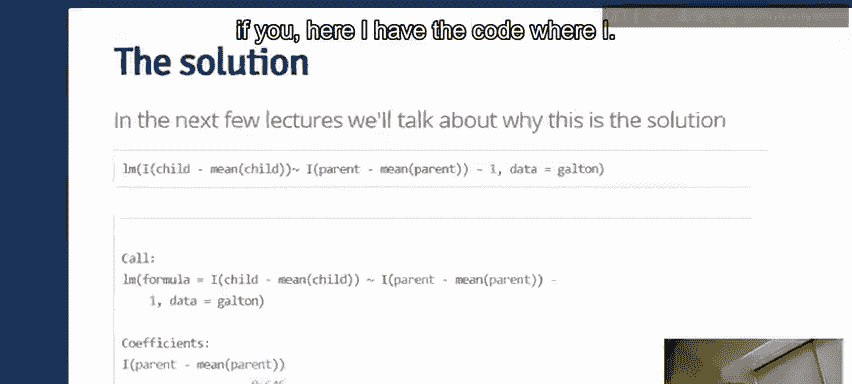 if you, here I have the code where I.
The solution
In the next few lectures we'll talk about why this is the solution
lm(I(child - mean(child))~ I(parent - mean(parent)) - 1, data = galton)
Call:
lm(formula = I(child - mean(child)) ~ I(parent - mean(parent)) -
1, data = galton)
Coefficients:
I(parent - mean(parent))